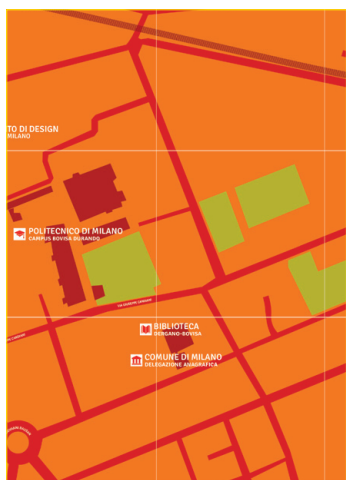 TO DI DESIGN
MILANO
POLITECNICO DI MILANO
CAMPUS BOVISA DURANDO
BIBLIOTECA
DERGANO-BOVISA
COMUNE DI MILANO
DELEGAZIONE ANAGRAFICA